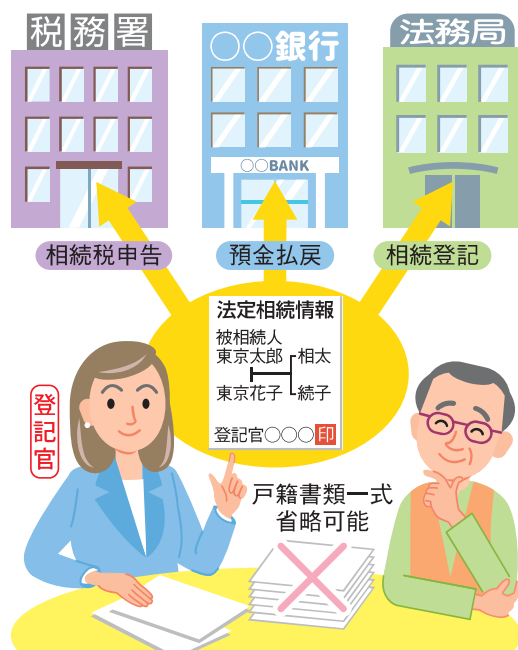 税務署
○○銀行
法務局
○○BANK
相続税申告
預金払戻
相続登記
法定相続情報
被相続人
東京太郎
相太
東京花子
続子
登記官○○○ 印
登記官
戸籍書類一式
省略可能